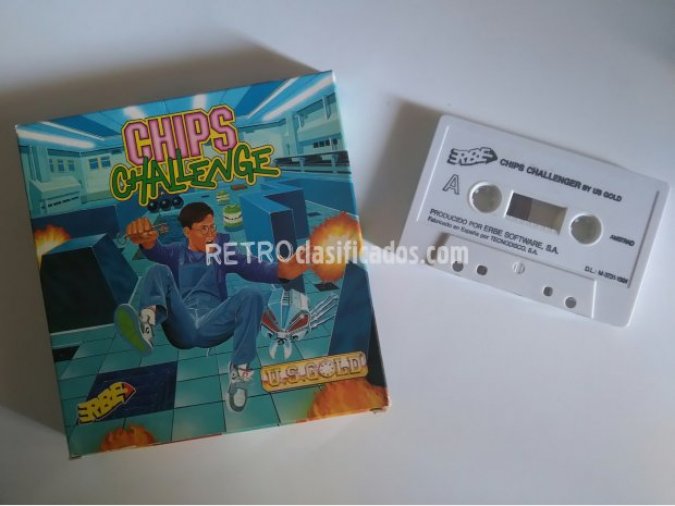 CHIPS
CHALLENGE
RETROclasificados.com
U.S.GOLD
ERBE
ERBE CHIPS CHALLENGER BY US GOLD
A
PRODUCIDO POR ERBE SOFTWARE, S.A.
Fabricado en España por TECNODISCO, S.A.
AMSTRAD